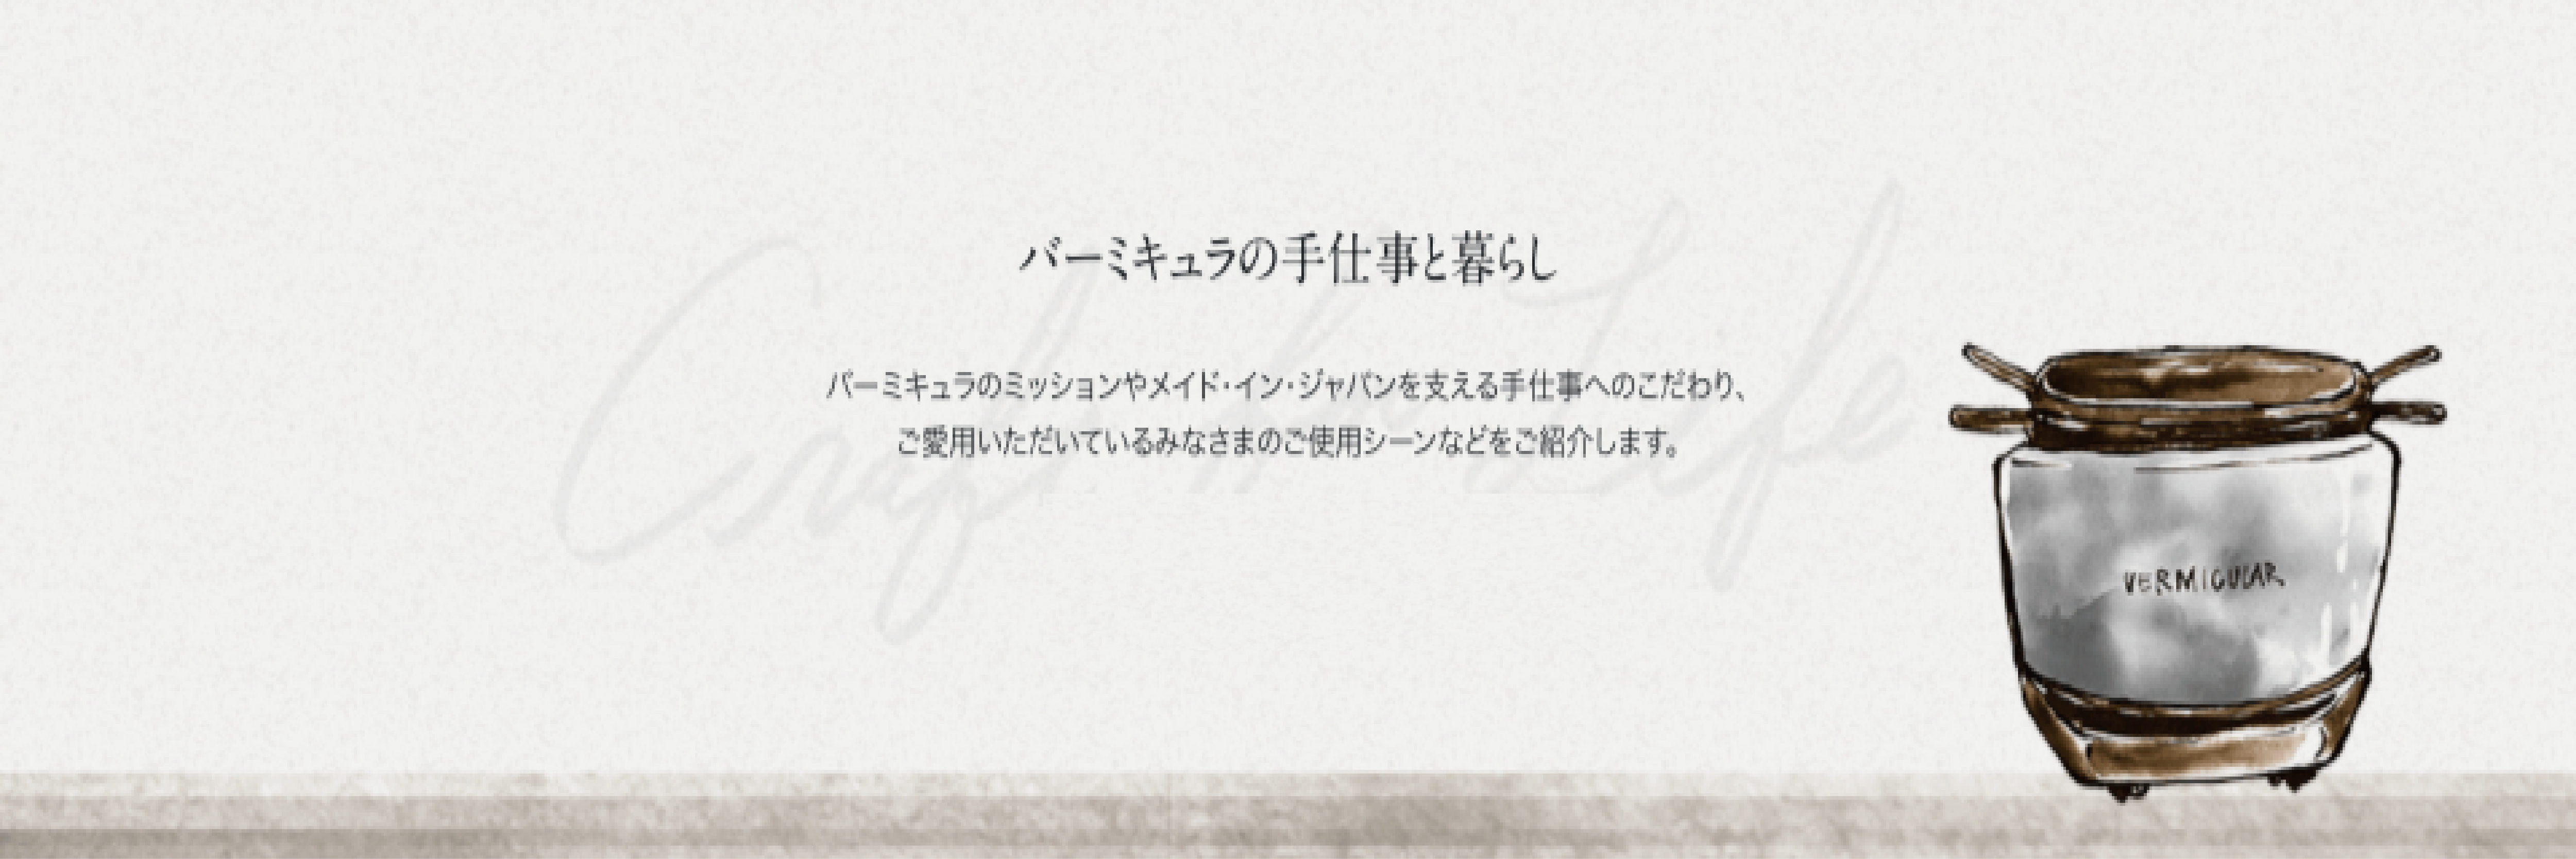 バーミキュラの手仕事と暮らし
バーミキュラのミッションやメイド・イン・ジャパンを支える手仕事へのこだわり、
ご愛用いただいているみなさまのご使用シーンなどをご紹介します。
VERMICULAR